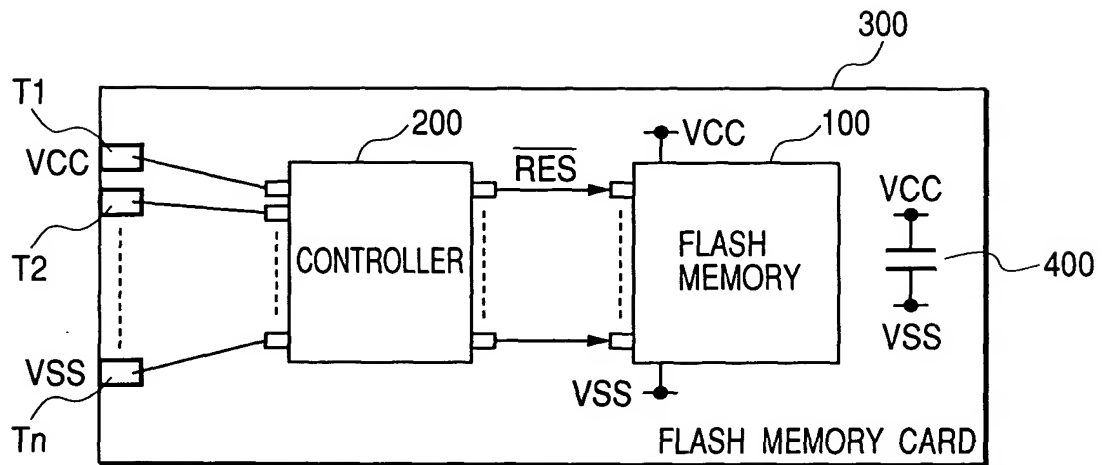 300
T1
200
100
VCC
RES
VCC
T2
VCC
CONTROLLER
FLASH
MEMORY
400
VSS
VSS
VSS
Tn
FLASH MEMORY CARD